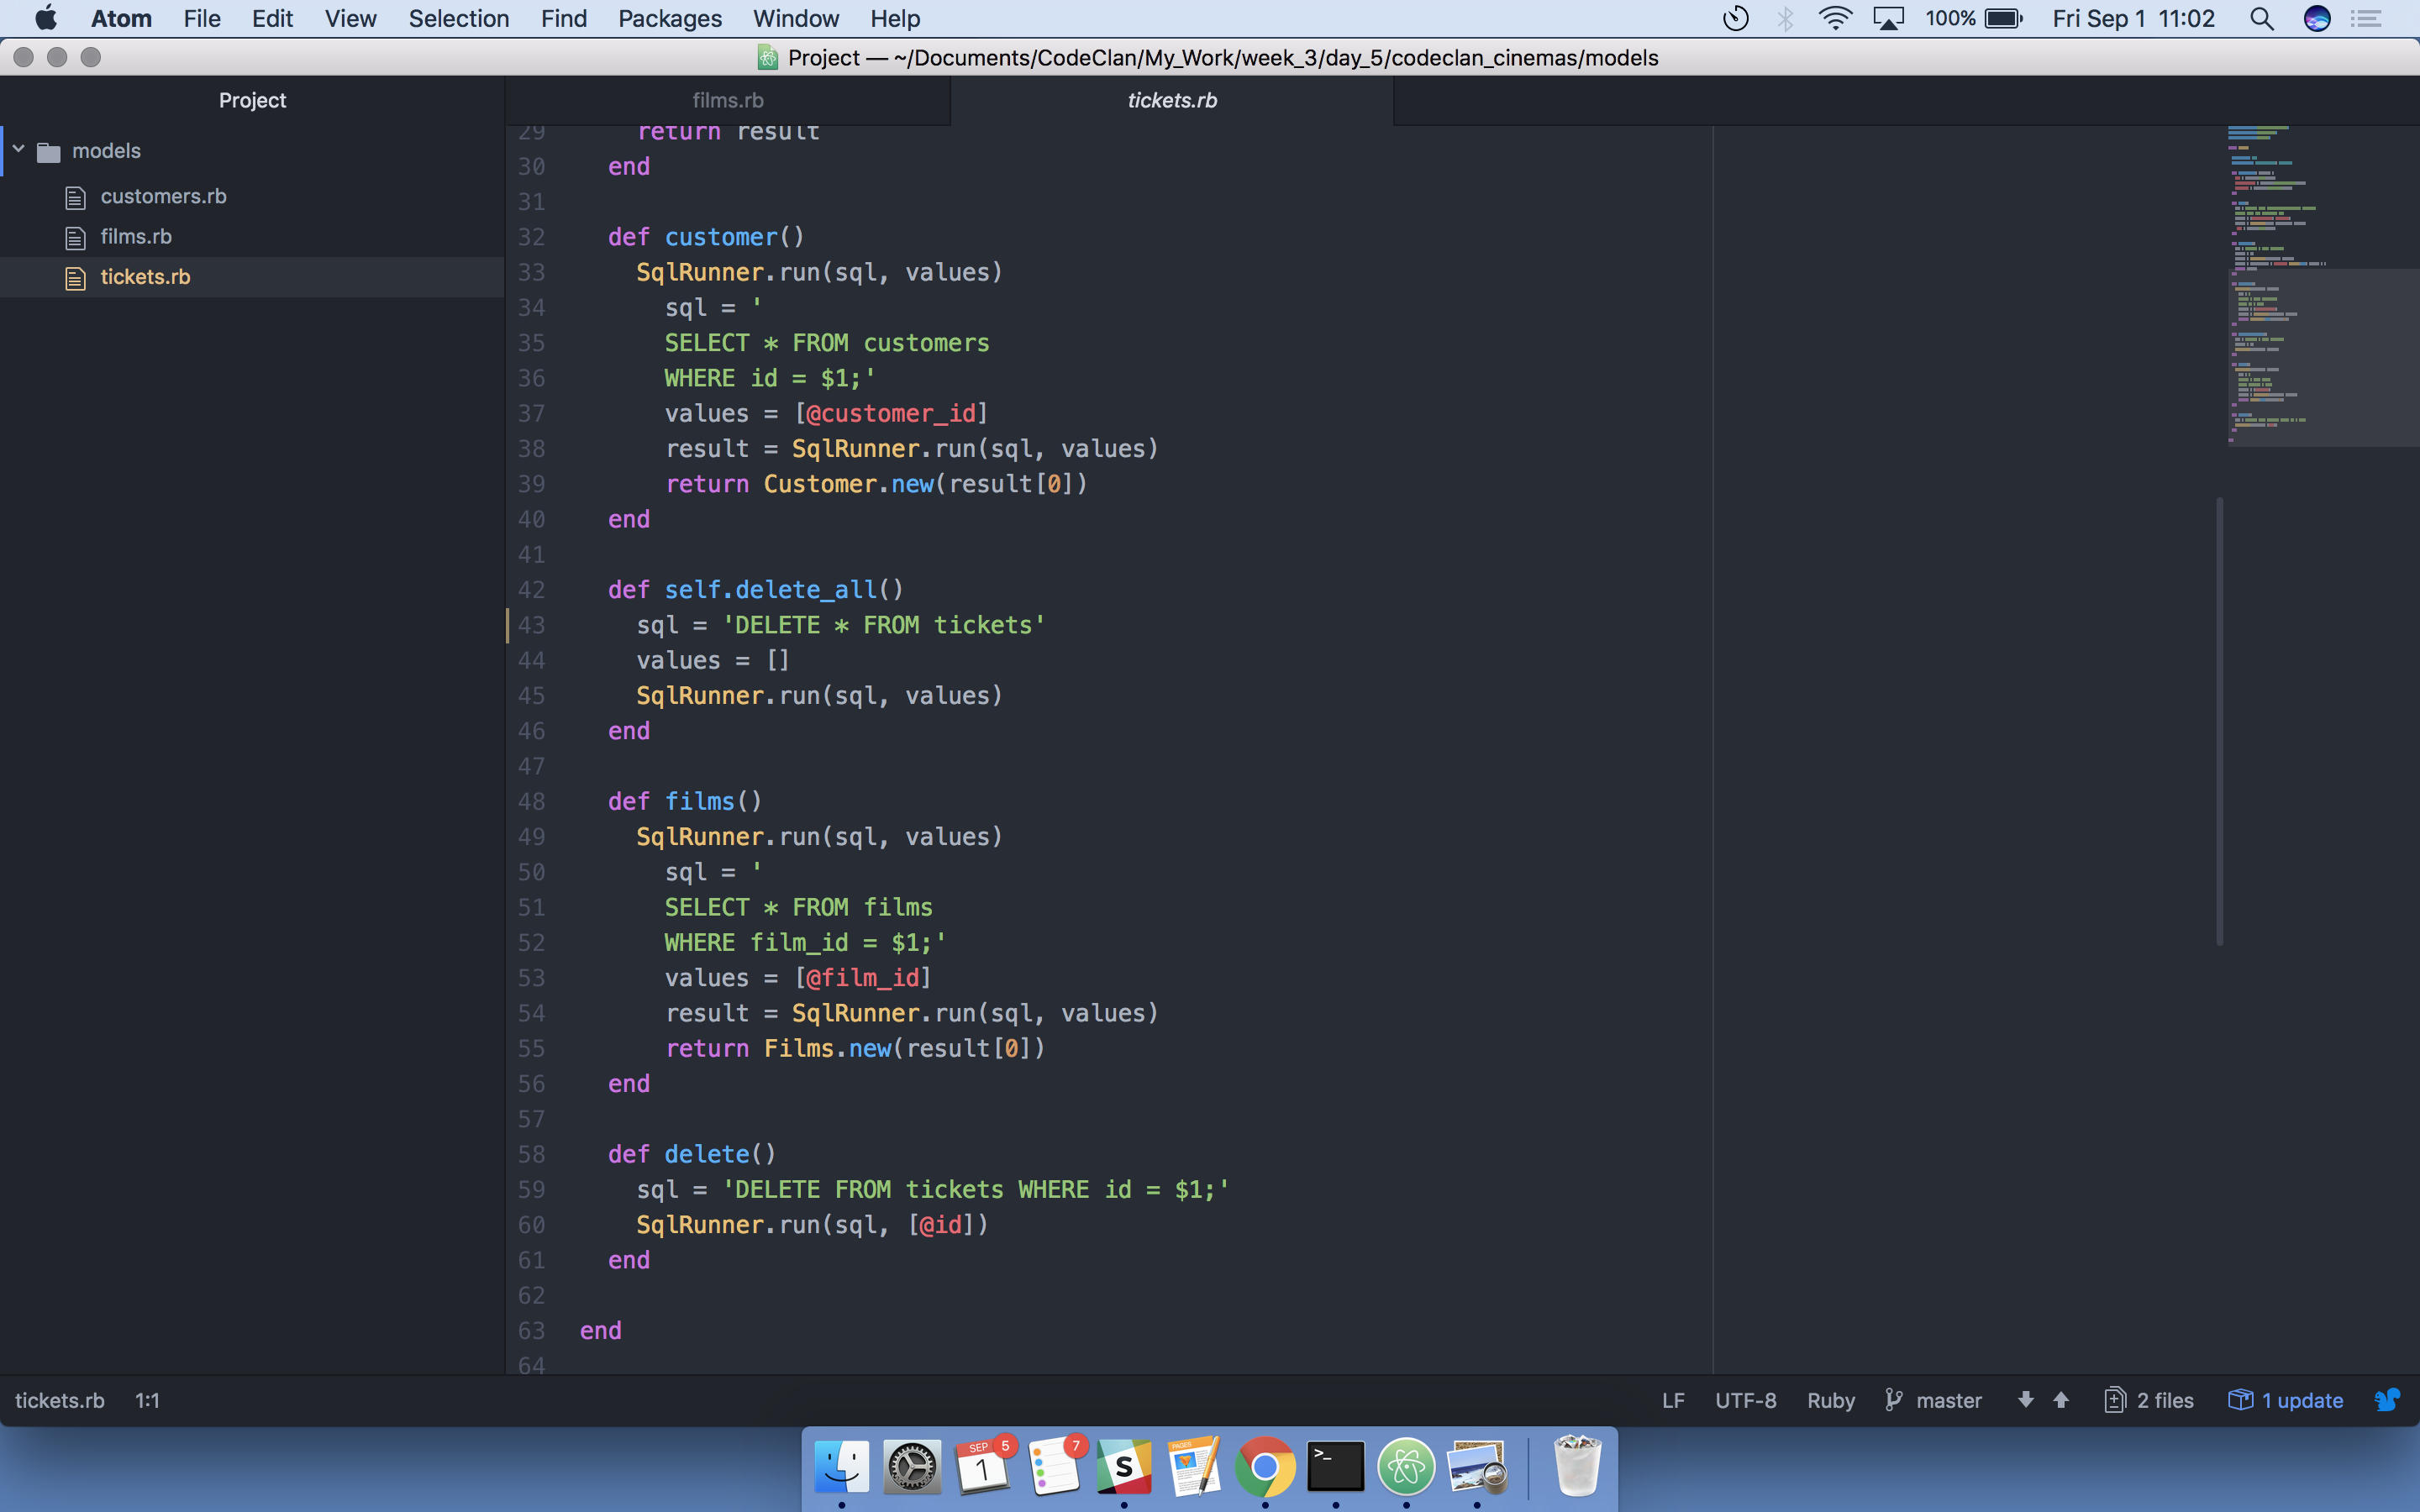 Atom File Edit View Selection Find Packages Window Help 100% Fri Sep 1 11:02
Project — ~/Documents/CodeClan/My_Work/week_3/day_5/codeclan_cinemas/models
Project films.rb tickets.rb
models
customers.rb
films.rb
tickets.rb
29 return result
30 end
31
32 def customer()
33 SqlRunner.run(sql, values)
34 sql = '
35 SELECT * FROM customers
36 WHERE id = $1;'
37 values = [@customer_id]
38 result = SqlRunner.run(sql, values)
39 return Customer.new(result[0])
40 end
41
42 def self.delete_all()
43 sql = 'DELETE * FROM tickets'
44 values = []
45 SqlRunner.run(sql, values)
46 end
47
48 def films()
49 SqlRunner.run(sql, values)
50 sql = '
51 SELECT * FROM films
52 WHERE film_id = $1;'
53 values = [@film_id]
54 result = SqlRunner.run(sql, values)
55 return Films.new(result[0])
56 end
57
58 def delete()
59 sql = 'DELETE FROM tickets WHERE id = $1;'
60 SqlRunner.run(sql, [@id])
61 end
62
63 end
64
tickets.rb 1:1 LF UTF-8 Ruby master 2 files 1 update
SEP 1 5 7 S PAGES >_